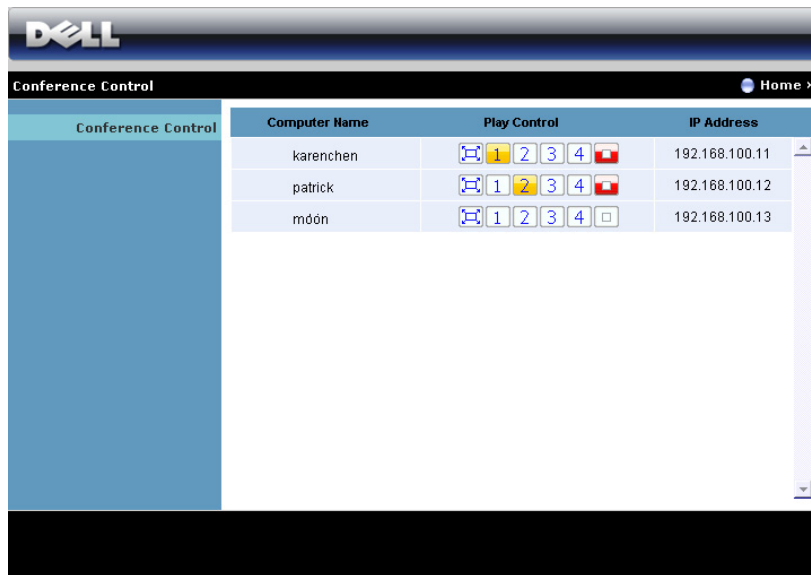 DELL
Conference Control
Home >
Conference Control
Computer Name Play Control IP Address
karenchen 1 2 3 4 192.168.100.11
patrick 1 2 3 4 192.168.100.12
móón 1 2 3 4 192.168.100.13